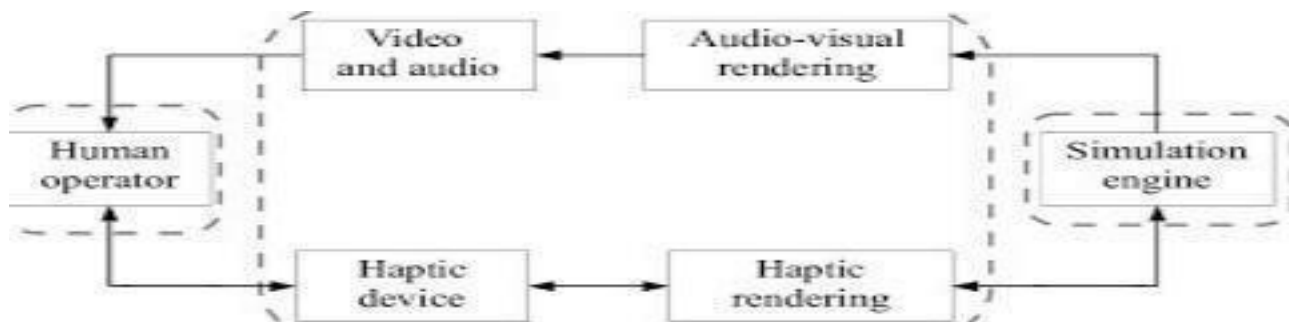 Video
and audio
Audio-visual
rendering
Human
operator
Simulation
engine
Haptic
device
Haptic
rendering